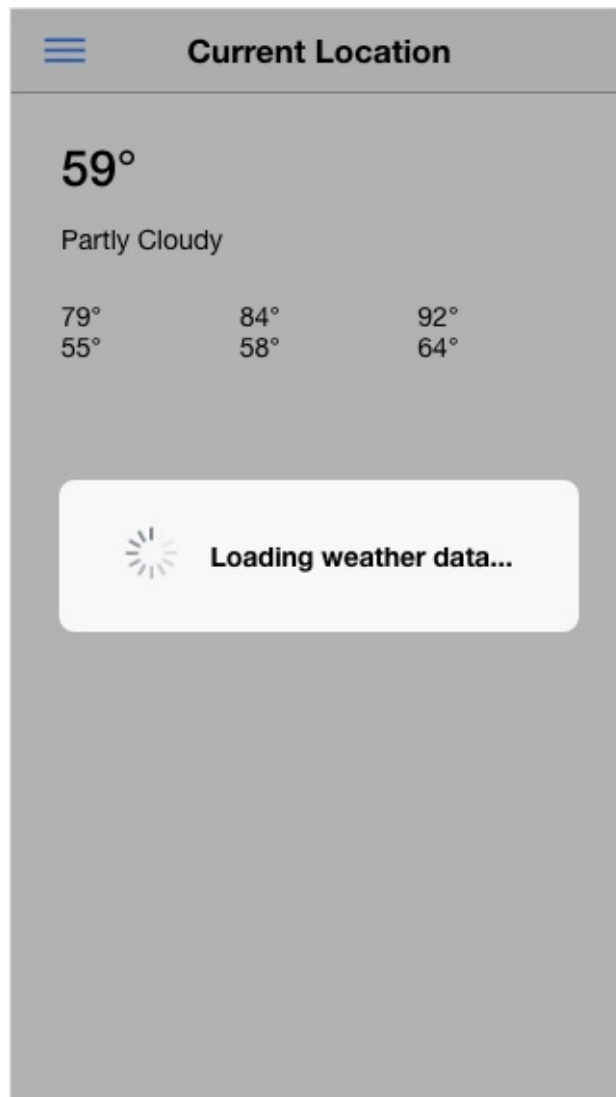 Current Location
59°
Partly Cloudy
79° 84° 92°
55° 58° 64°
Loading weather data...